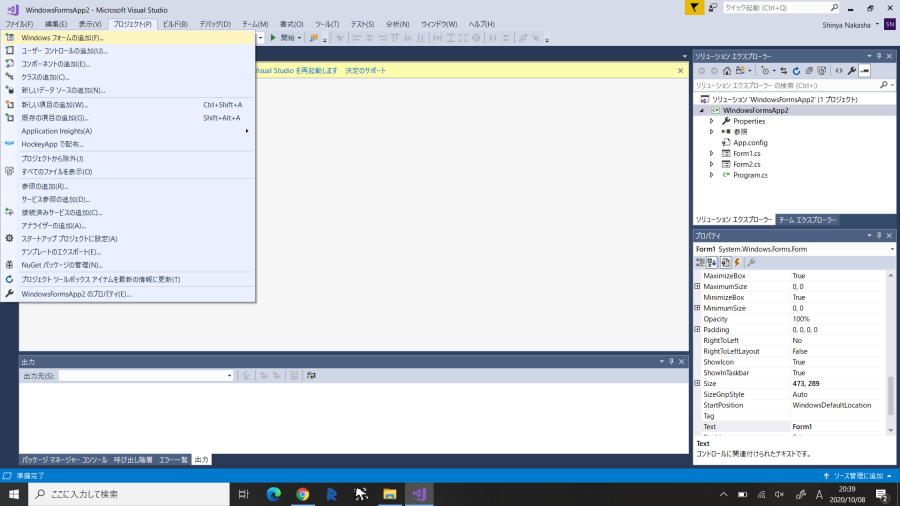 WindowsFormsApp2 - Microsoft Visual Studio
クイック起動 (Ctrl+Q)
ファイル(F) 編集(E) 表示(V) プロジェクト(P) ビルド(B) デバッグ(D) チーム(M) 書式(O) ツール(T) テスト(S) 分析(N) ウィンドウ(W) ヘルプ(H)
Shinya Nakasha SN
開始
Windows フォームの追加(F)...
ユーザー コントロールの追加(U)...
コンポーネントの追加(E)...
クラスの追加(C)...
新しいデータ ソースの追加(N)...
新しい項目の追加(W)... Ctrl+Shift+A
既存の項目の追加(G)... Shift+Alt+A
Application Insights(A)
HockeyApp で配布...
プロジェクトから除外(J)
すべてのファイルを表示(O)
参照の追加(R)...
サービス参照の追加(D)...
接続済みサービスの追加(C)...
アナライザーの追加(A)...
スタートアップ プロジェクトに設定(A)
テンプレートのエクスポート(E)...
NuGet パッケージの管理(N)...
プロジェクト ツールボックス アイテムを最新の情報に更新(T)
WindowsFormsApp2 のプロパティ(E)...
Visual Studio を再起動します 決定のサポート
出力
出力元(S):
パッケージ マネージャー コンソール 呼び出し階層 エラー一覧 出力
ソリューション エクスプローラー
ソリューション エクスプローラー の検索 (Ctrl+;)
ソリューション 'WindowsFormsApp2' (1 プロジェクト)
WindowsFormsApp2
Properties
参照
App.config
Form1.cs
Form2.cs
Program.cs
ソリューション エクスプローラー チーム エクスプローラー
プロパティ
Form1 System.Windows.Forms.Form
MaximizeBox True
MaximumSize 0, 0
MinimizeBox True
MinimumSize 0, 0
Opacity 100%
Padding 0, 0, 0, 0
RightToLeft No
RightToLeftLayout False
ShowIcon True
ShowInTaskbar True
Size 473, 289
SizeGripStyle Auto
StartPosition WindowsDefaultLocation
Tag
Text Form1
Text
コントロールに関連付けられたテキストです。
準備完了
ソース管理に追加
ここに入力して検索
A
20:39
2020/10/08
2